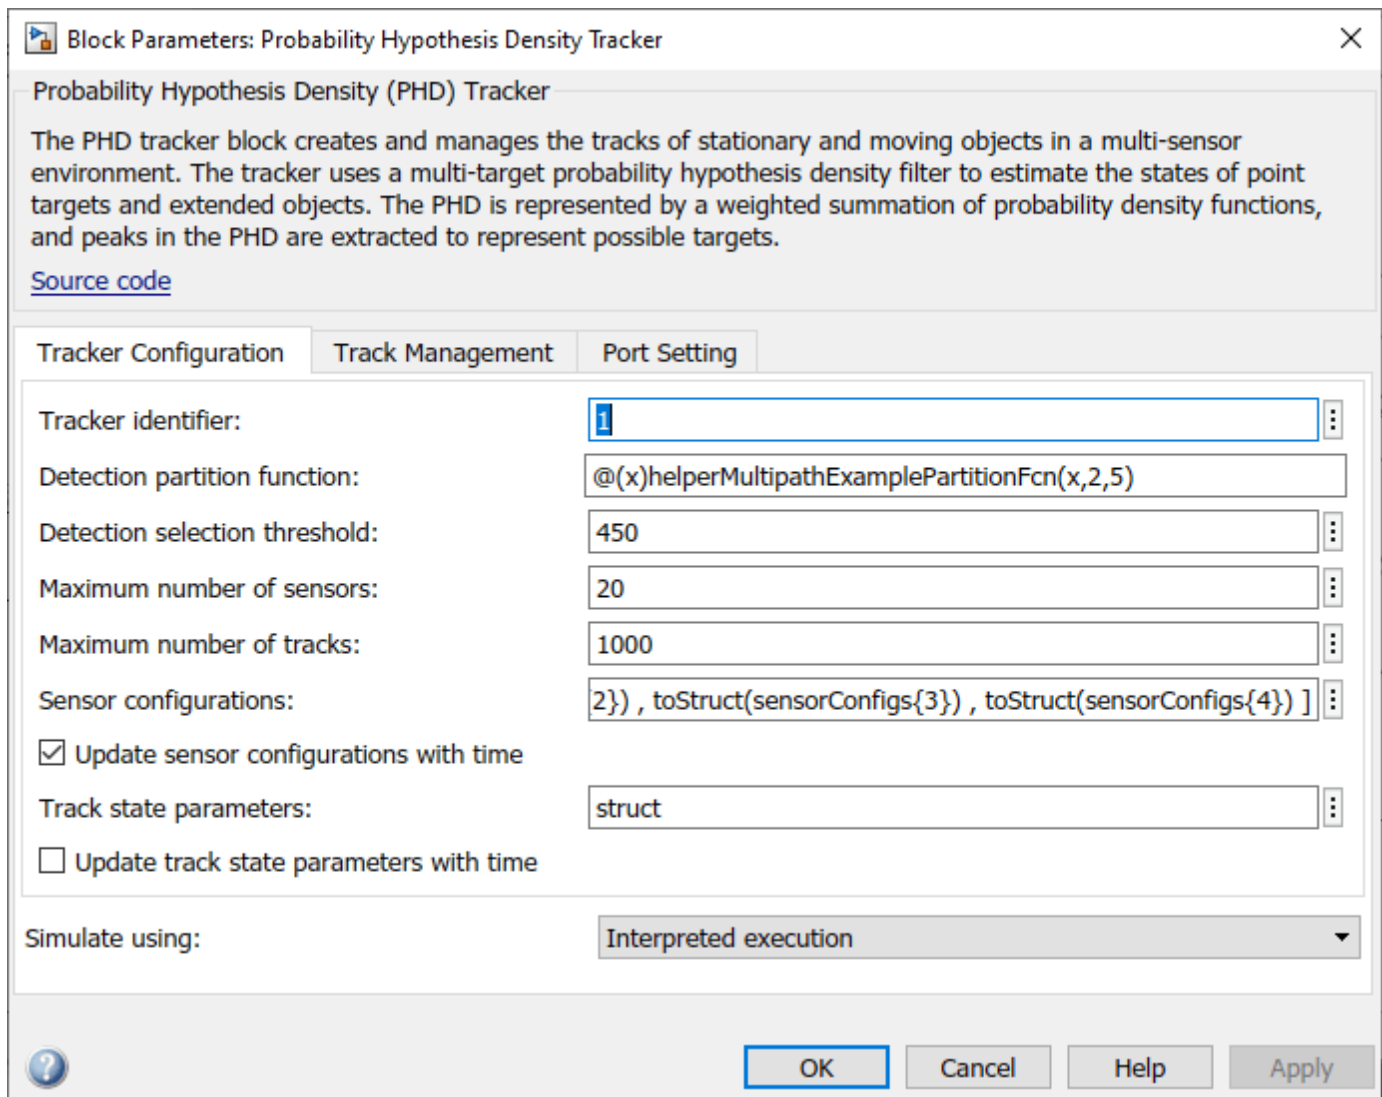 Block Parameters: Probability Hypothesis Density Tracker
Probability Hypothesis Density (PHD) Tracker
The PHD tracker block creates and manages the tracks of stationary and moving objects in a multi-sensor
environment. The tracker uses a multi-target probability hypothesis density filter to estimate the states of point
targets and extended objects. The PHD is represented by a weighted summation of probability density functions,
and peaks in the PHD are extracted to represent possible targets.
Source code
Tracker Configuration Track Management Port Setting
Tracker identifier: 1
Detection partition function: @(x)helperMultipathExamplePartitionFcn(x,2,5)
Detection selection threshold: 450
Maximum number of sensors: 20
Maximum number of tracks: 1000
Sensor configurations: 2}) , toStruct(sensorConfigs{3}) , toStruct(sensorConfigs{4}) ]
Update sensor configurations with time
Track state parameters: struct
Update track state parameters with time
Simulate using: Interpreted execution
OK Cancel Help Apply